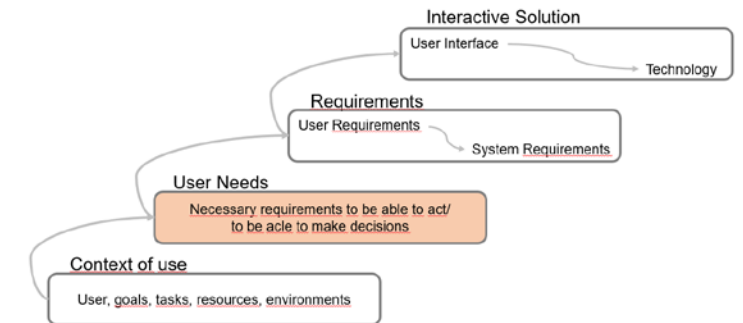 Interactive Solution
User Interface
Technology
Requirements
User Requirements
System Requirements
User Needs
Necessary requirements to be able to act/
to be acle to make decisions
Context of use
User, goals, tasks, resources, environments